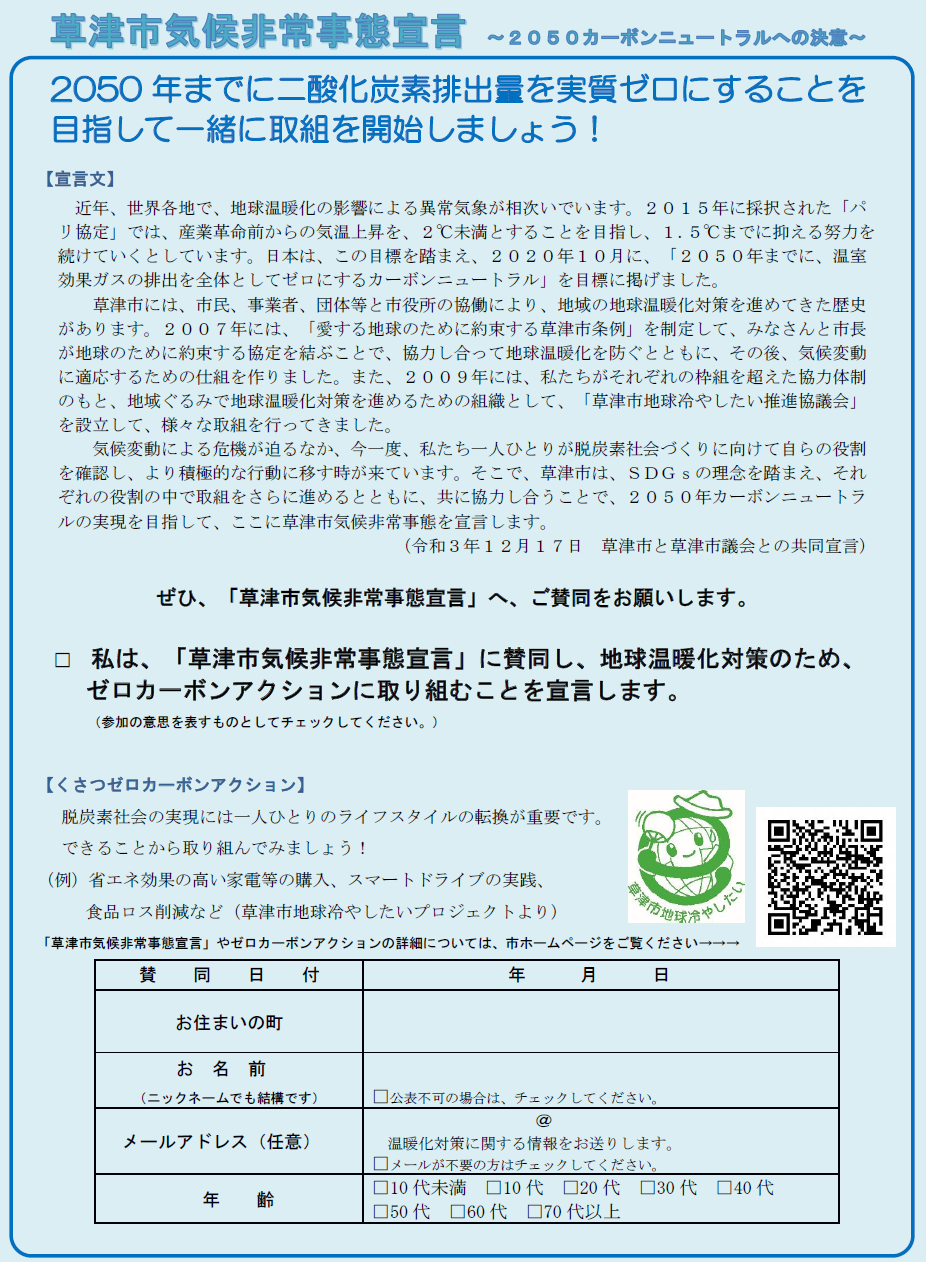 草津市気候非常事態宣言 ～２０５０カーボンニュートラルへの決意～
2050 年までに二酸化炭素排出量を実質ゼロにすることを
目指して一緒に取組を開始しましょう！
【宣言文】
近年、世界各地で、地球温暖化の影響による異常気象が相次いでいます。２０１５年に採択された「パ
リ協定」では、産業革命前からの気温上昇を、２℃未満とすることを目指し、１.５℃までに抑える努力を
続けていくとしています。日本は、この目標を踏まえ、２０２０年１０月に、「２０５０年までに、温室
効果ガスの排出を全体としてゼロにするカーボンニュートラル」を目標に掲げました。
草津市には、市民、事業者、団体等と市役所の協働により、地域の地球温暖化対策を進めてきた歴史
があります。２００７年には、「愛する地球のために約束する草津市条例」を制定して、みなさんと市長
が地球のために約束する協定を結ぶことで、協力し合って地球温暖化を防ぐとともに、その後、気候変動
に適応するための仕組を作りました。また、２００９年には、私たちがそれぞれの枠組を超えた協力体制
のもと、地域ぐるみで地球温暖化対策を進めるための組織として、「草津市地球冷やしたい推進協議会」
を設立して、様々な取組を行ってきました。
気候変動による危機が迫るなか、今一度、私たち一人ひとりが脱炭素社会づくりに向けて自らの役割
を確認し、より積極的な行動に移す時が来ています。そこで、草津市は、ＳＤＧｓの理念を踏まえ、それ
ぞれの役割の中で取組をさらに進めるとともに、共に協力し合うことで、２０５０年カーボンニュートラ
ルの実現を目指して、ここに草津市気候非常事態を宣言します。
（令和３年１２月１７日　草津市と草津市議会との共同宣言）
ぜひ、「草津市気候非常事態宣言」へ、ご賛同をお願いします。
□ 私は、「草津市気候非常事態宣言」に賛同し、地球温暖化対策のため、
ゼロカーボンアクションに取り組むことを宣言します。
（参加の意思を表すものとしてチェックしてください。）
【くさつゼロカーボンアクション】
脱炭素社会の実現には一人ひとりのライフスタイルの転換が重要です。
できることから取り組んでみましょう！
（例）省エネ効果の高い家電等の購入、スマートドライブの実践、
食品ロス削減など（草津市地球冷やしたいプロジェクトより）
草津市地球冷やしたい
「草津市気候非常事態宣言」やゼロカーボンアクションの詳細については、市ホームページをご覧ください→→→
賛　同　日　付　年　月　日
お住まいの町
お　名　前
（ニックネームでも結構です）
□公表不可の場合は、チェックしてください。
メールアドレス（任意）
＠
温暖化対策に関する情報をお送りします。
□メールが不要の方はチェックしてください。
年　齢
□10 代未満 □10 代 □20 代 □30 代 □40 代
□50 代 □60 代 □70 代以上